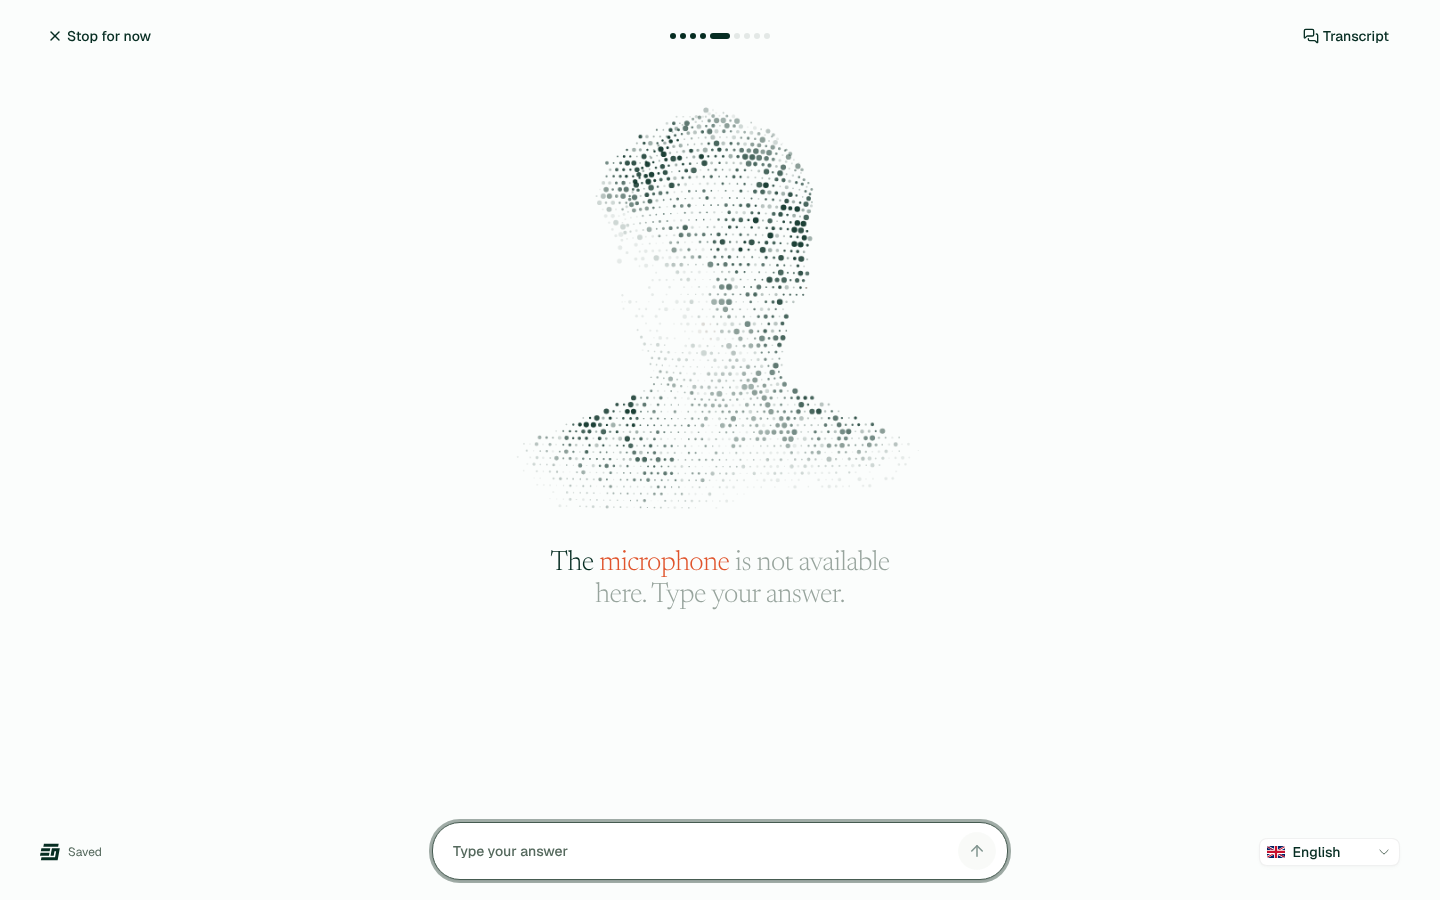 Stop for now
Transcript
The microphone is not available
here. Type your answer.
Saved
Type your answer
English